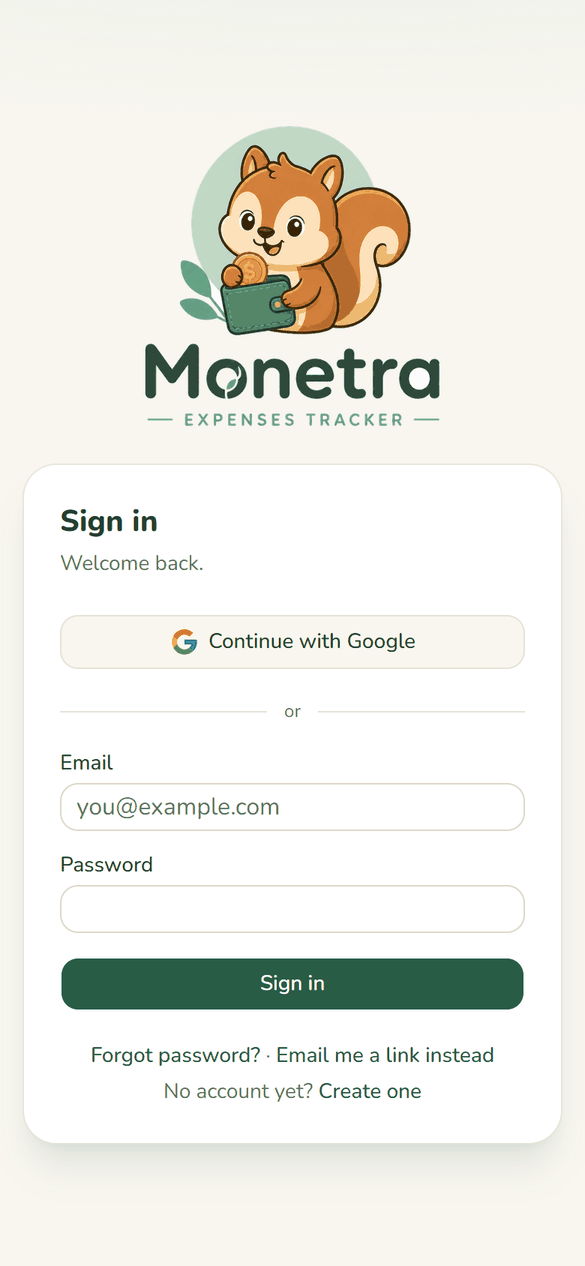 Monetra
EXPENSES TRACKER
Sign in
Welcome back.
Continue with Google
or
Email
you@example.com
Password
Sign in
Forgot password? · Email me a link instead
No account yet? Create one